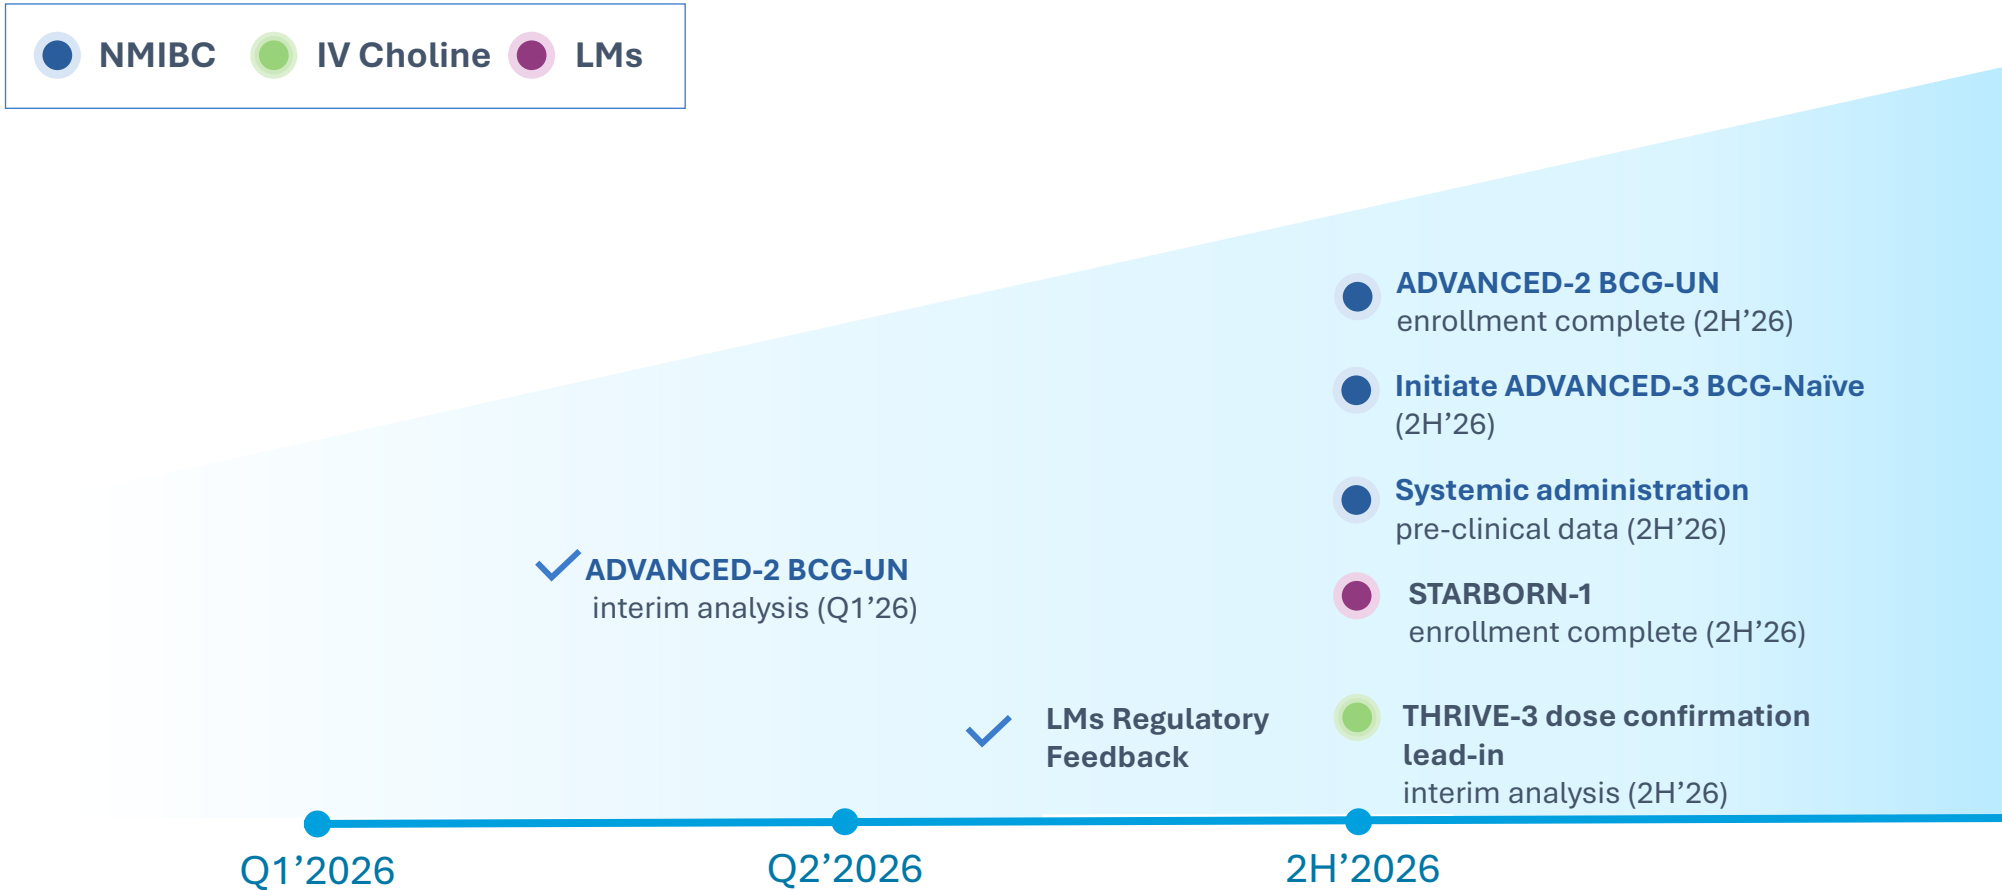 NMIBC IV Choline LMs
ADVANCED-2 BCG-UN
interim analysis (Q1’26)
LMs Regulatory
Feedback
ADVANCED-2 BCG-UN
enrollment complete (2H’26)
Initiate ADVANCED-3 BCG-Naïve
(2H’26)
Systemic administration
pre-clinical data (2H’26)
STARBORN-1
enrollment complete (2H’26)
THRIVE-3 dose confirmation
lead-in
interim analysis (2H’26)
Q1’2026 Q2’2026 2H’2026